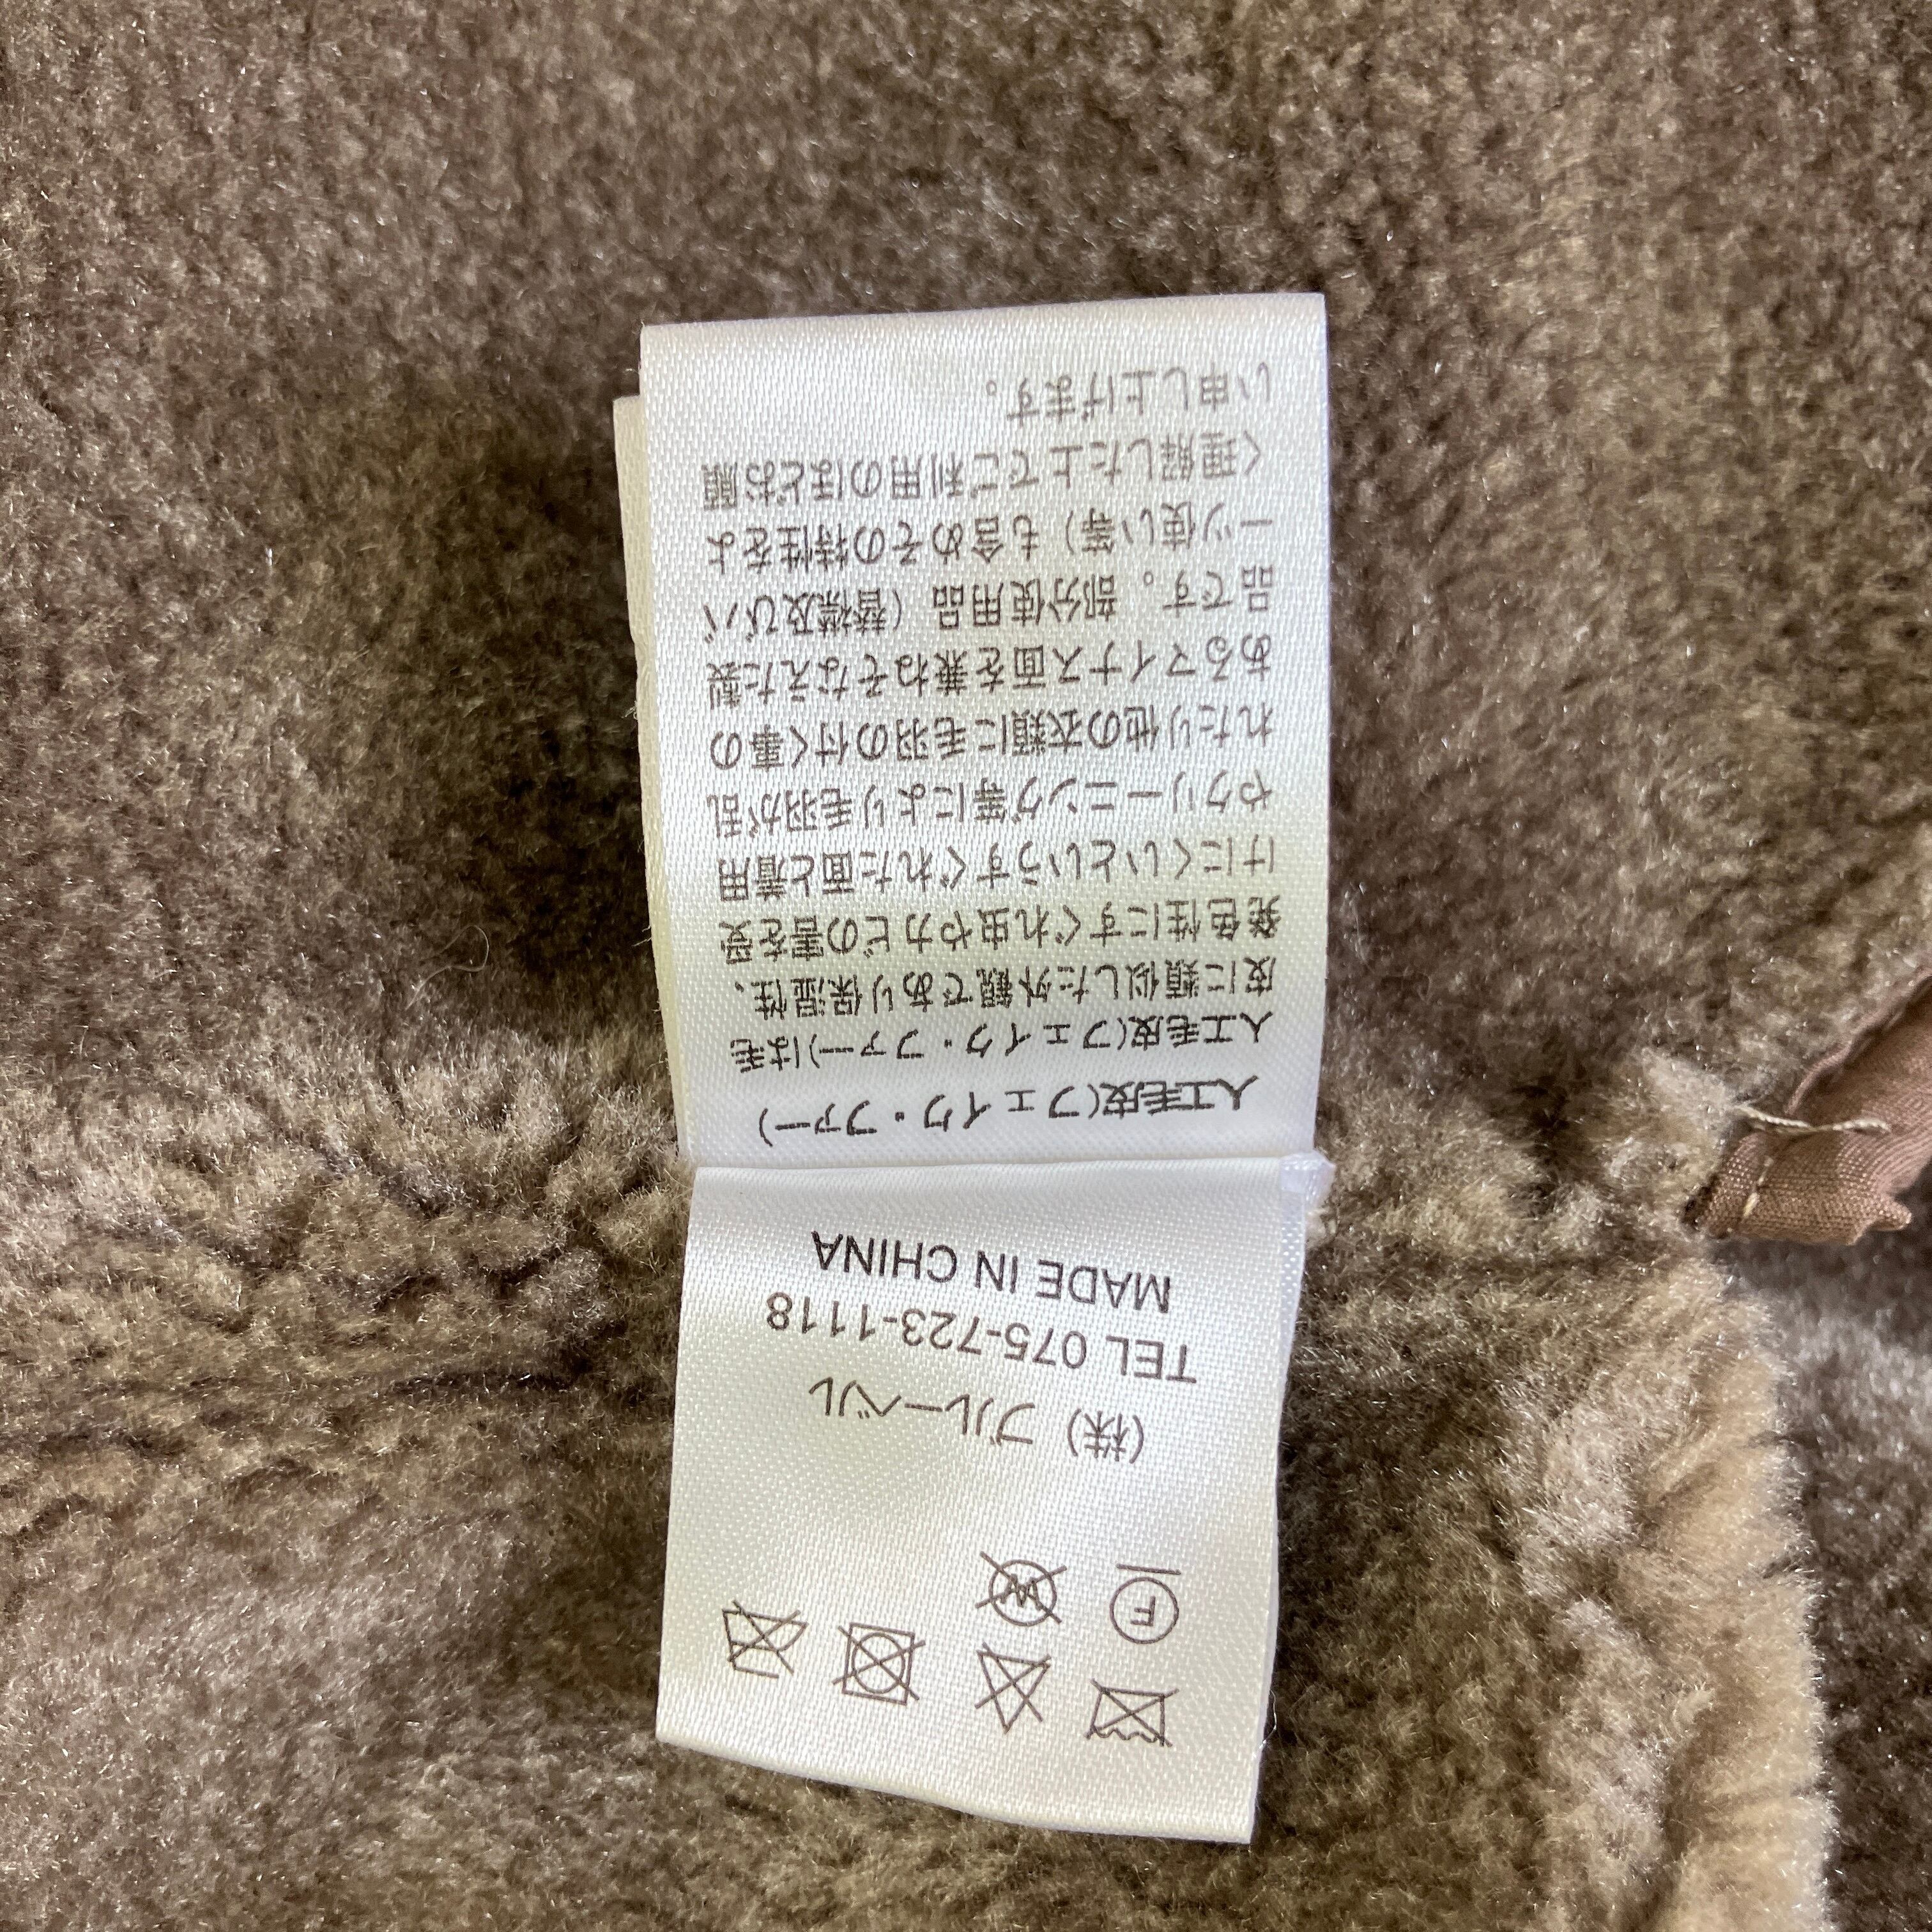 (株) ブルーベル
TEL 075-723-1118
MADE IN CHINA
人工毛皮(フェイク・ファー)
人工毛皮(フェイク・ファー)は毛
皮に類似した外観であり保湿性、
発色性にすぐれ虫やカビの害を受
けにくいというすぐれた面と着用
やクリーニング等により毛羽が乱
れたり他の衣類に毛羽の付く事の
あるマイナス面を兼ねそなえた製
品です。部分使用品(替襟及びパ
ーツ使い等)も含めその特性をよ
く理解した上でご利用のほどお願
い申し上げます。
F
W